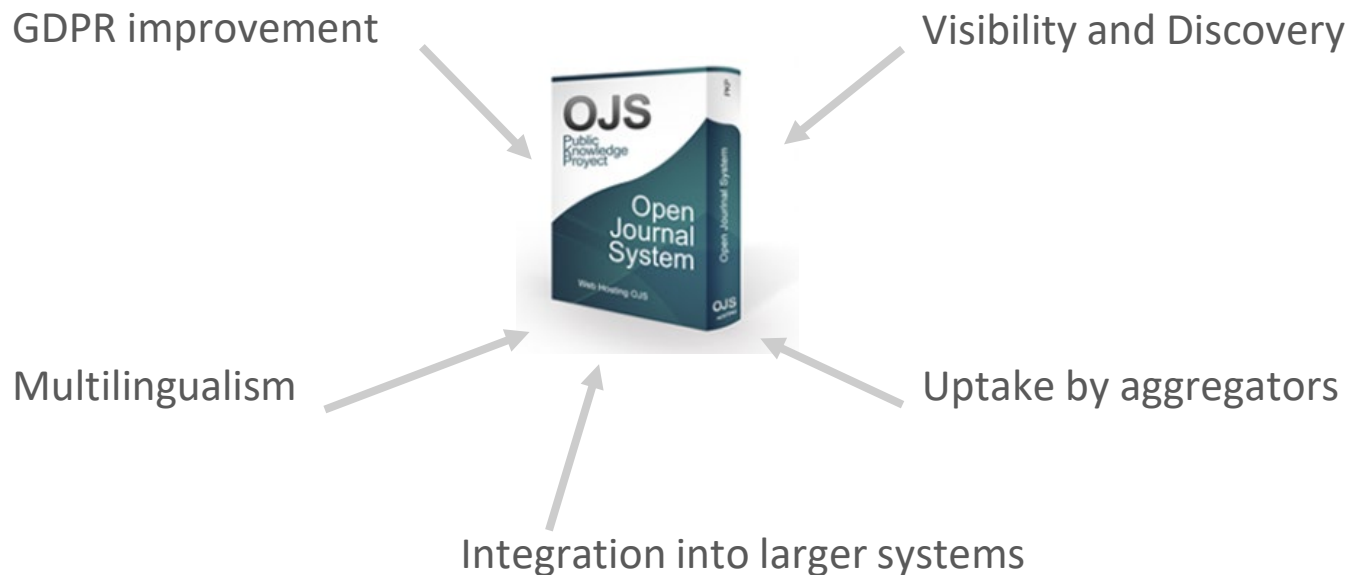 GDPR improvement
Visibility and Discovery
OJS
Public
Knowledge
Proyect
Open
Journal
System
Web Hosting OJS
PKP
Open Journal System
OJS
Multilingualism
Uptake by aggregators
Integration into larger systems